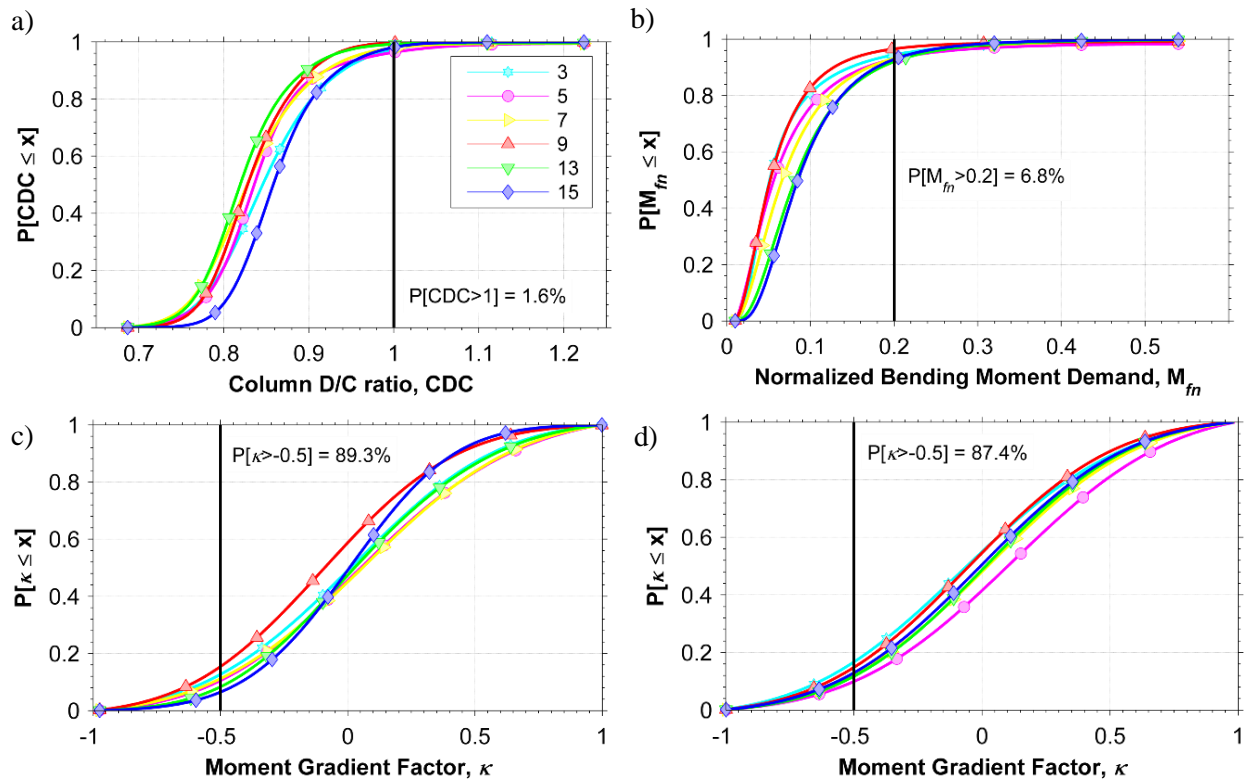 a)
P[CDC ≤ x]
1
0.8
0.6
0.4
0.2
0
0.7 0.8 0.9 1 1.1 1.2
Column D/C ratio, CDC
3
5
7
9
13
15
P[CDC>1] = 1.6%
b)
P[M_fn ≤ x]
1
0.8
0.6
0.4
0.2
0
0 0.1 0.2 0.3 0.4 0.5
Normalized Bending Moment Demand, M_fn
P[M_fn>0.2] = 6.8%
c)
P[κ ≤ x]
1
0.8
0.6
0.4
0.2
0
-1 -0.5 0 0.5 1
Moment Gradient Factor, κ
P[κ>-0.5] = 89.3%
d)
P[κ ≤ x]
1
0.8
0.6
0.4
0.2
0
-1 -0.5 0 0.5 1
Moment Gradient Factor, κ
P[κ>-0.5] = 87.4%